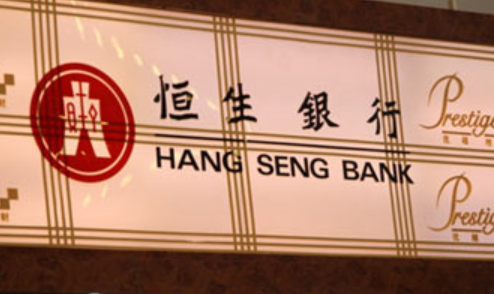 恒生銀行
HANG SENG BANK
Prestige
Prestige